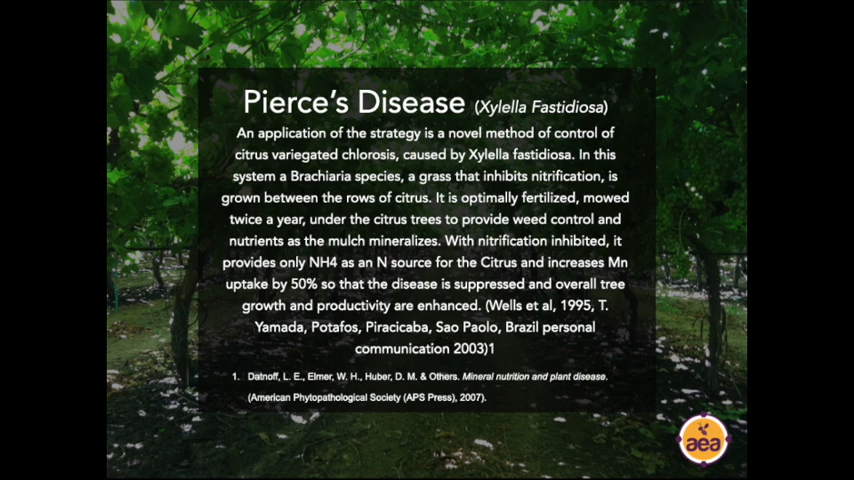 Pierce's Disease (Xylella Fastidiosa)
An application of the strategy is a novel method of control of
citrus variegated chlorosis, caused by Xylella fastidiosa. In this
system a Brachiaria species, a grass that inhibits nitrification, is
grown between the rows of citrus. It is optimally fertilized, mowed
twice a year, under the citrus trees to provide weed control and
nutrients as the mulch mineralizes. With nitrification inhibited, it
provides only NH4 as an N source for the Citrus and increases Mn
uptake by 50% so that the disease is suppressed and overall tree
growth and productivity are enhanced. (Wells et al, 1995, T.
Yamada, Potafos, Piracicaba, Sao Paolo, Brazil personal
communication 2003)1
1. Datnoff, L. E., Elmer, W. H., Huber, D. M. & Others. Mineral nutrition and plant disease.
(American Phytopathological Society (APS Press), 2007).
aea